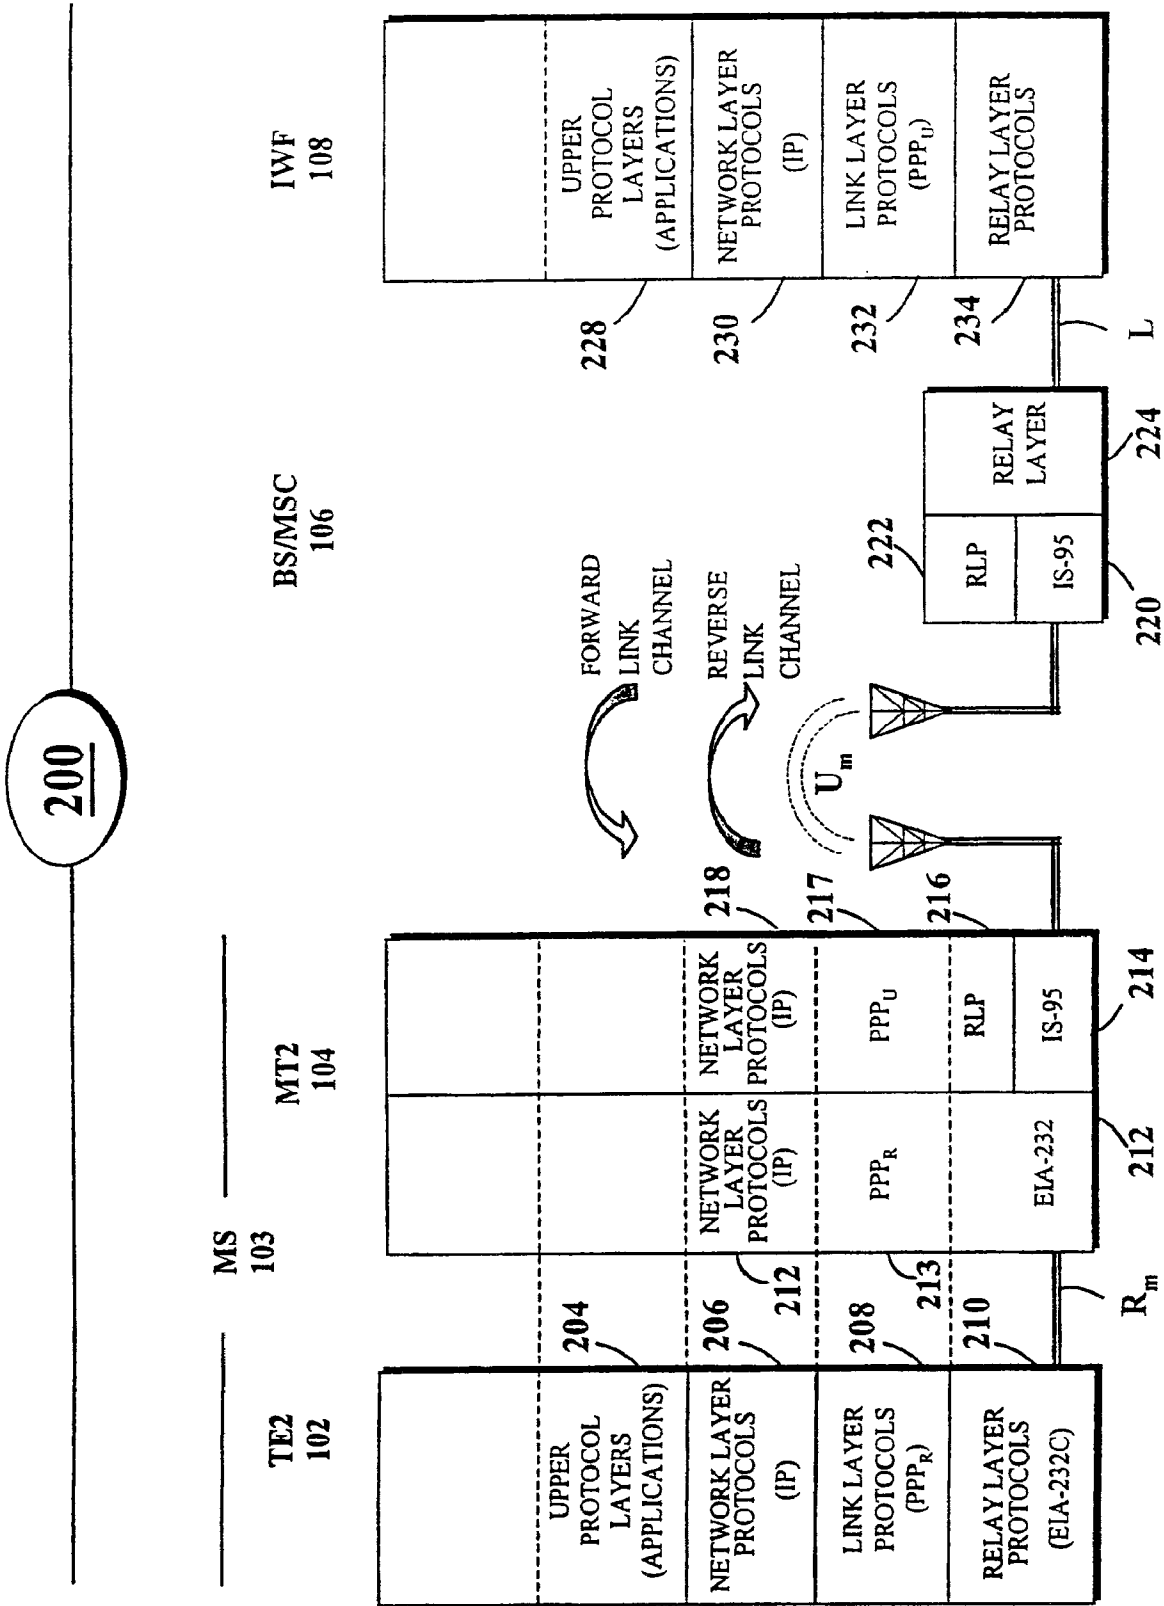 200
MS
103
TE2
102
MT2
104
BS/MSC
106
IWF
108
UPPER
PROTOCOL
LAYERS
(APPLICATIONS)
204
NETWORK LAYER
PROTOCOLS
(IP)
206
LINK LAYER
PROTOCOLS
(PPPR)
208
RELAY LAYER
PROTOCOLS
(EIA-232C)
210
Rm
NETWORK
LAYER
PROTOCOLS
(IP)
212
PPPR
213
EIA-232
212
NETWORK
LAYER
PROTOCOLS
(IP)
218
PPPU
217
RLP
216
IS-95
214
FORWARD
LINK
CHANNEL
REVERSE
LINK
CHANNEL
Um
222
RLP
IS-95
220
RELAY
LAYER
224
L
UPPER
PROTOCOL
LAYERS
(APPLICATIONS)
228
NETWORK LAYER
PROTOCOLS
(IP)
230
LINK LAYER
PROTOCOLS
(PPPU)
232
RELAY LAYER
PROTOCOLS
234